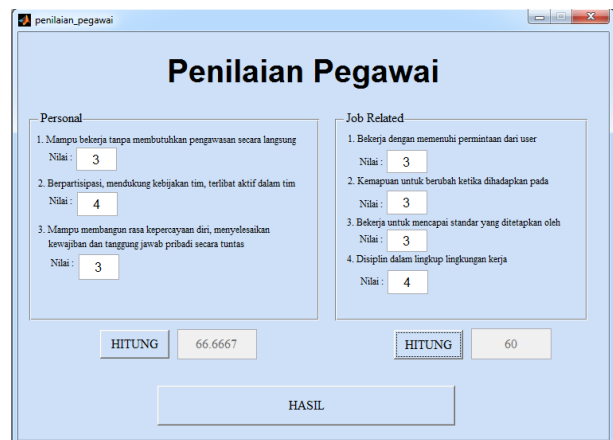 penilaian_pegawai
Penilaian Pegawai
Personal
1. Mampu bekerja tanpa membutuhkan pengawasan secara langsung
Nilai : 3
2. Berpartisipasi, mendukung kebijakan tim, terlibat aktif dalam tim
Nilai : 4
3. Mampu membangun rasa kepercayaan diri, menyelesaikan
kewajiban dan tanggung jawab pribadi secara tuntas
Nilai : 3
HITUNG 66.6667
Job Related
1. Bekerja dengan memenuhi permintaan dari user
Nilai : 3
2. Kemapuan untuk berubah ketika dihadapkan pada
Nilai : 3
3. Bekerja untuk mencapai standar yang ditetapkan oleh
Nilai : 3
4. Disiplin dalam lingkup lingkungan kerja
Nilai : 4
HITUNG 60
HASIL